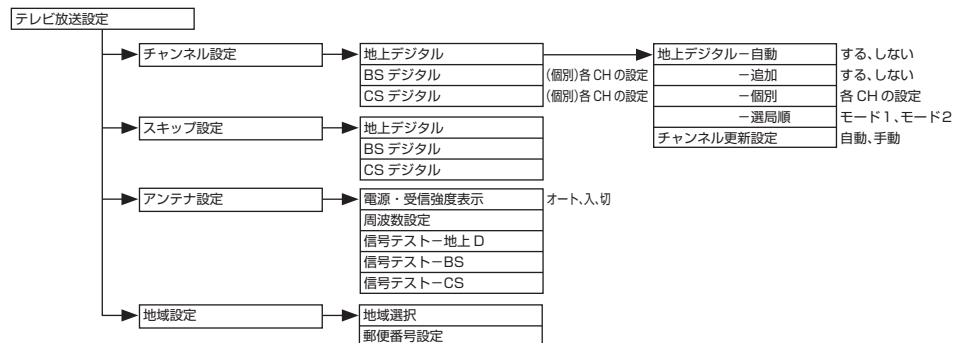 テレビ放送設定
チャンネル設定
地上デジタル
BS デジタル (個別)各 CH の設定
CS デジタル (個別)各 CH の設定
地上デジタルー自動 する、しない
ー追加 する、しない
ー個別 各 CH の設定
ー選局順 モード1、モード2
チャンネル更新設定 自動、手動
スキップ設定
地上デジタル
BS デジタル
CS デジタル
アンテナ設定
電源・受信強度表示 オート、入、切
周波数設定
信号テストー地上 D
信号テストーBS
信号テストーCS
地域設定
地域選択
郵便番号設定